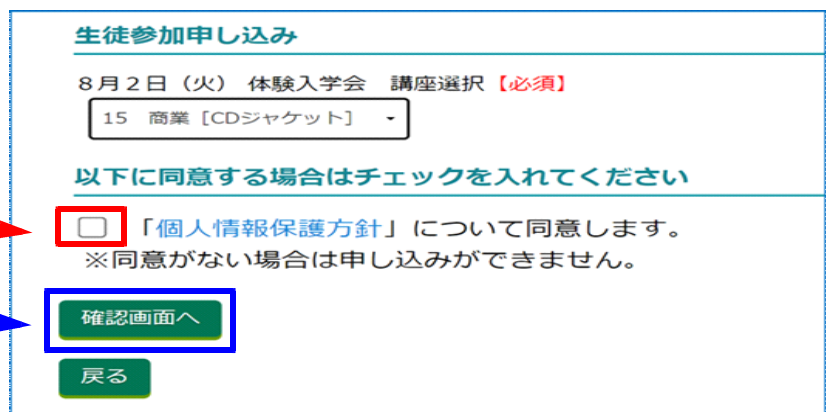 生徒参加申し込み
8月2日（火） 体験入学会 講座選択【必須】
15 商業［CDジャケット］
以下に同意する場合はチェックを入れてください
「個人情報保護方針」について同意します。
※同意がない場合は申し込みができません。
確認画面へ
戻る